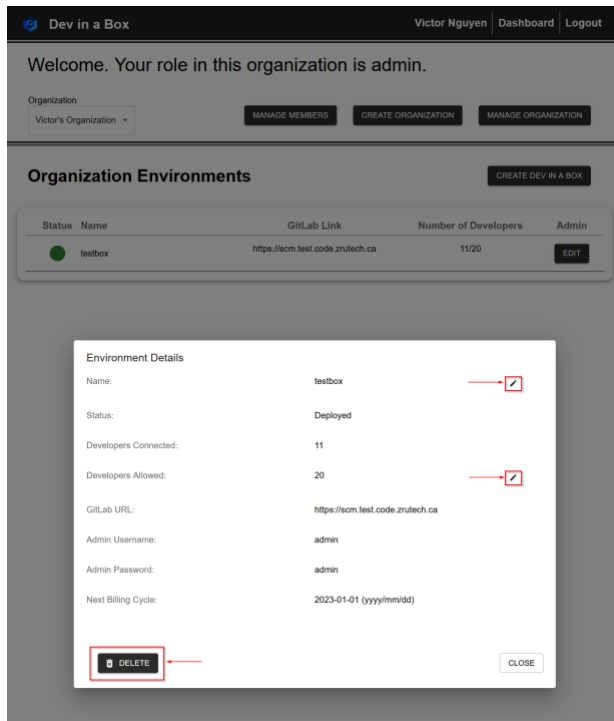 Dev in a Box
Victor Nguyen
Dashboard
Logout
Welcome. Your role in this organization is admin.
Organization
Victor's Organization
MANAGE MEMBERS
CREATE ORGANIZATION
MANAGE ORGANIZATION
Organization Environments
CREATE DEV IN A BOX
Status Name GitLab Link Number of Developers Admin
testbox https://scm.test.code.zrutech.ca 11/20 EDIT
Environment Details
Name: testbox
Status: Deployed
Developers Connected: 11
Developers Allowed: 20
GitLab URL: https://scm.test.code.zrutech.ca
Admin Username: admin
Admin Password: admin
Next Billing Cycle: 2023-01-01 (yyyy/mm/dd)
DELETE
CLOSE